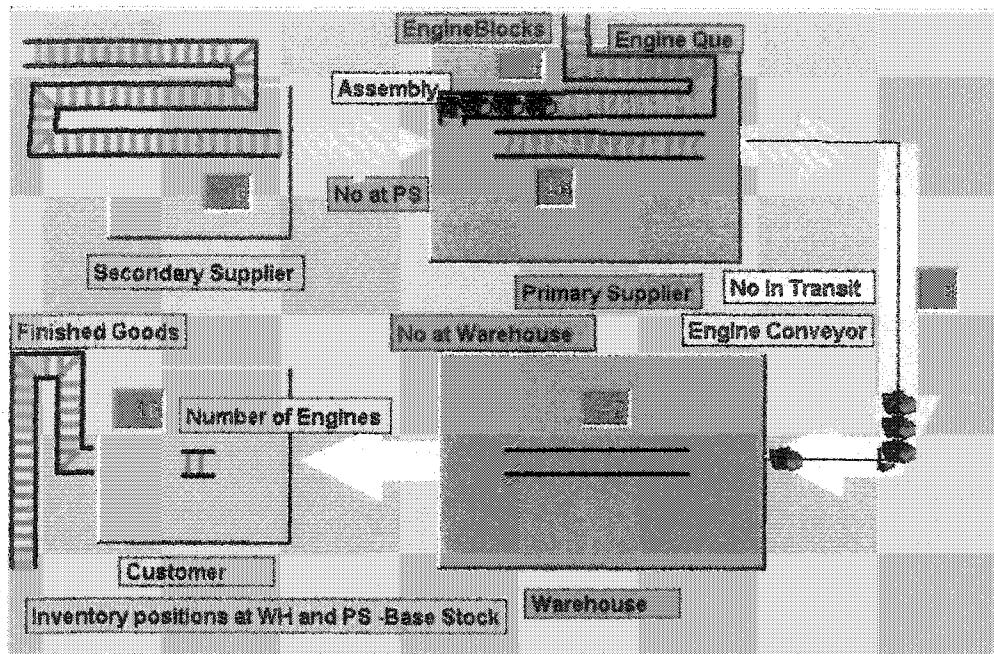 EngineBlocks
Engine Que
Assembly
No at PS
Secondary Supplier
Primary Supplier
No In Transit
Finished Goods
No at Warehouse
Engine Conveyor
Number of Engines
Customer
Warehouse
Inventory positions at WH and PS -Base Stock